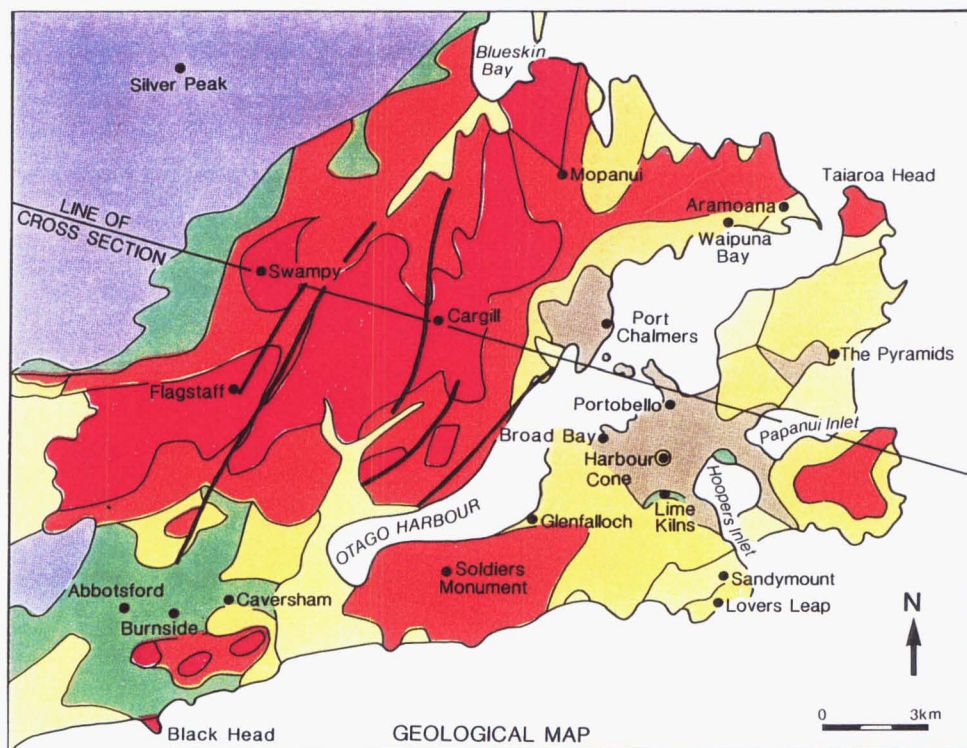 Blueskin
Bay
Silver Peak
Mopanui
Taiaroa Head
LINE OF
CROSS SECTION
Aramoana
Waipuna
Bay
Swampy
Cargill
Port
Chalmers
The Pyramids
Flagstaff
Portobello
Papanui Inlet
Broad Bay
Harbour
Cone
Hoopers Inlet
Lime
Kilns
Glenfalloch
OTAGO HARBOUR
Soldiers
Monument
Sandymount
Abbotsford
Caversham
Lovers Leap
Burnside
N
Black Head
GEOLOGICAL MAP
0 3km